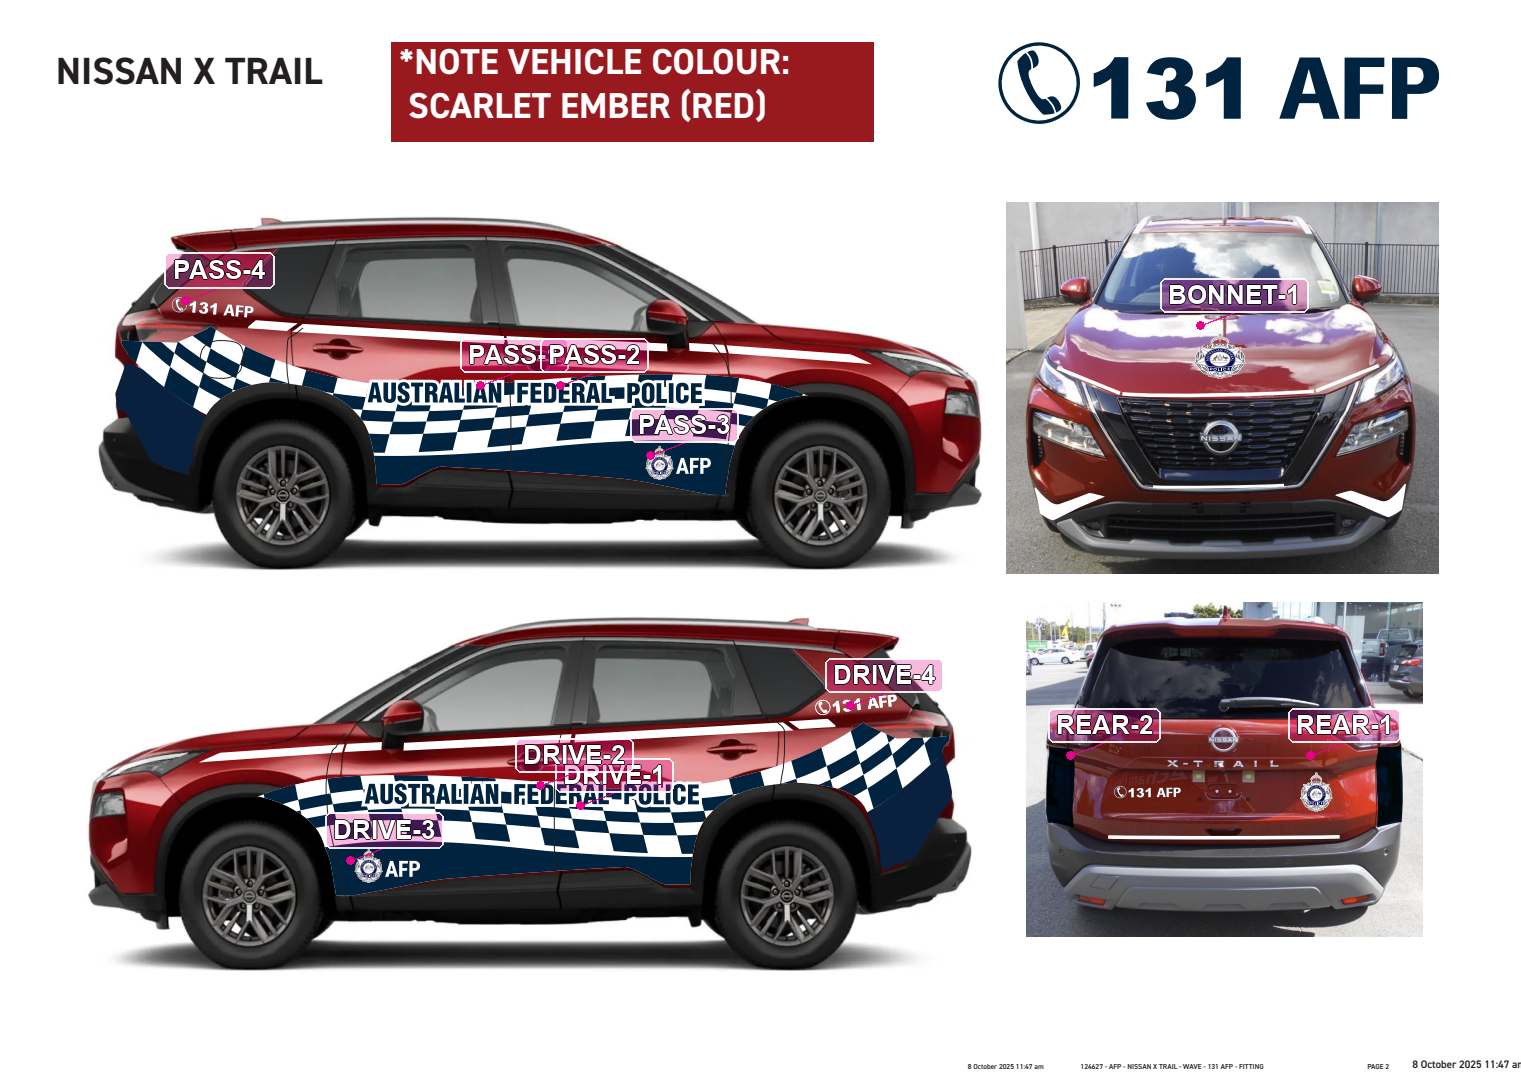 NISSAN X TRAIL
*NOTE VEHICLE COLOUR:
SCARLET EMBER (RED)
131 AFP
PASS-4
131 AFP
PASS-
PASS-2
AUSTRALIAN FEDERAL POLICE
PASS-3
AFP
BONNET-1
POLICE
NISSAN
DRIVE-4
131 AFP
DRIVE-2
DRIVE-1
AUSTRALIAN FEDERAL POLICE
DRIVE-3
AFP
REAR-2
REAR-1
NISSAN
X-TRAIL
131 AFP
8 October 2025 11:47 am
124627 - AFP - NISSAN X TRAIL - WAVE - 131 AFP - FITTING
PAGE 2
8 October 2025 11:47 am